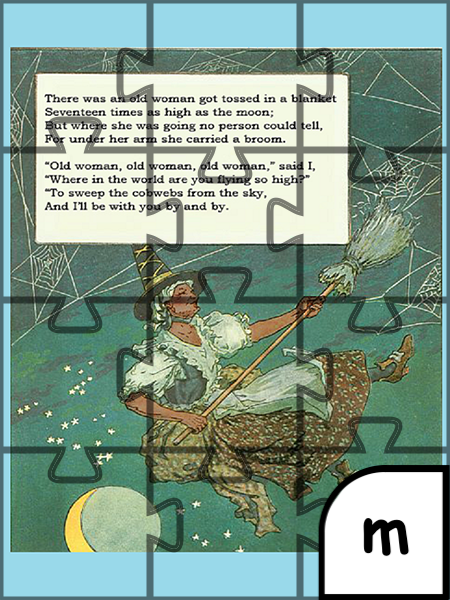 There was an old woman got tossed in a blanket
Seventeen times as high as the moon;
But where she was going no person could tell,
For under her arm she carried a broom.
“Old woman, old woman, old woman,” said I,
“Where in the world are you flying so high?”
“To sweep the cobwebs from the sky,
And I'll be with you by and by.
m